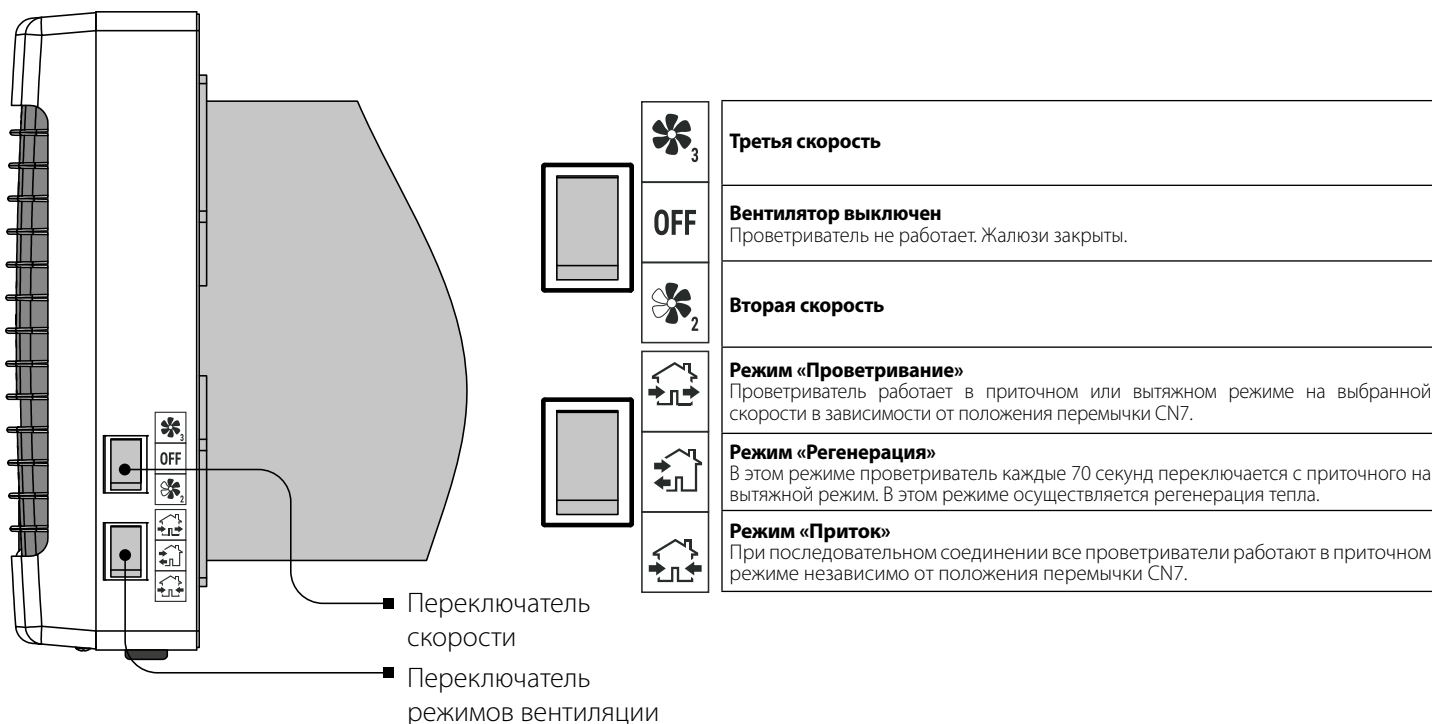 3
OFF
2
3
Третья скорость
OFF
Вентилятор выключен
Проветриватель не работает. Жалюзи закрыты.
2
Вторая скорость
Режим «Проветривание»
Проветриватель работает в приточном или вытяжном режиме на выбранной
скорости в зависимости от положения перемычки CN7.
Режим «Регенерация»
В этом режиме проветриватель каждые 70 секунд переключается с приточного на
вытяжной режим. В этом режиме осуществляется регенерация тепла.
Режим «Приток»
При последовательном соединении все проветриватели работают в приточном
режиме независимо от положения перемычки CN7.
Переключатель
скорости
Переключатель
режимов вентиляции